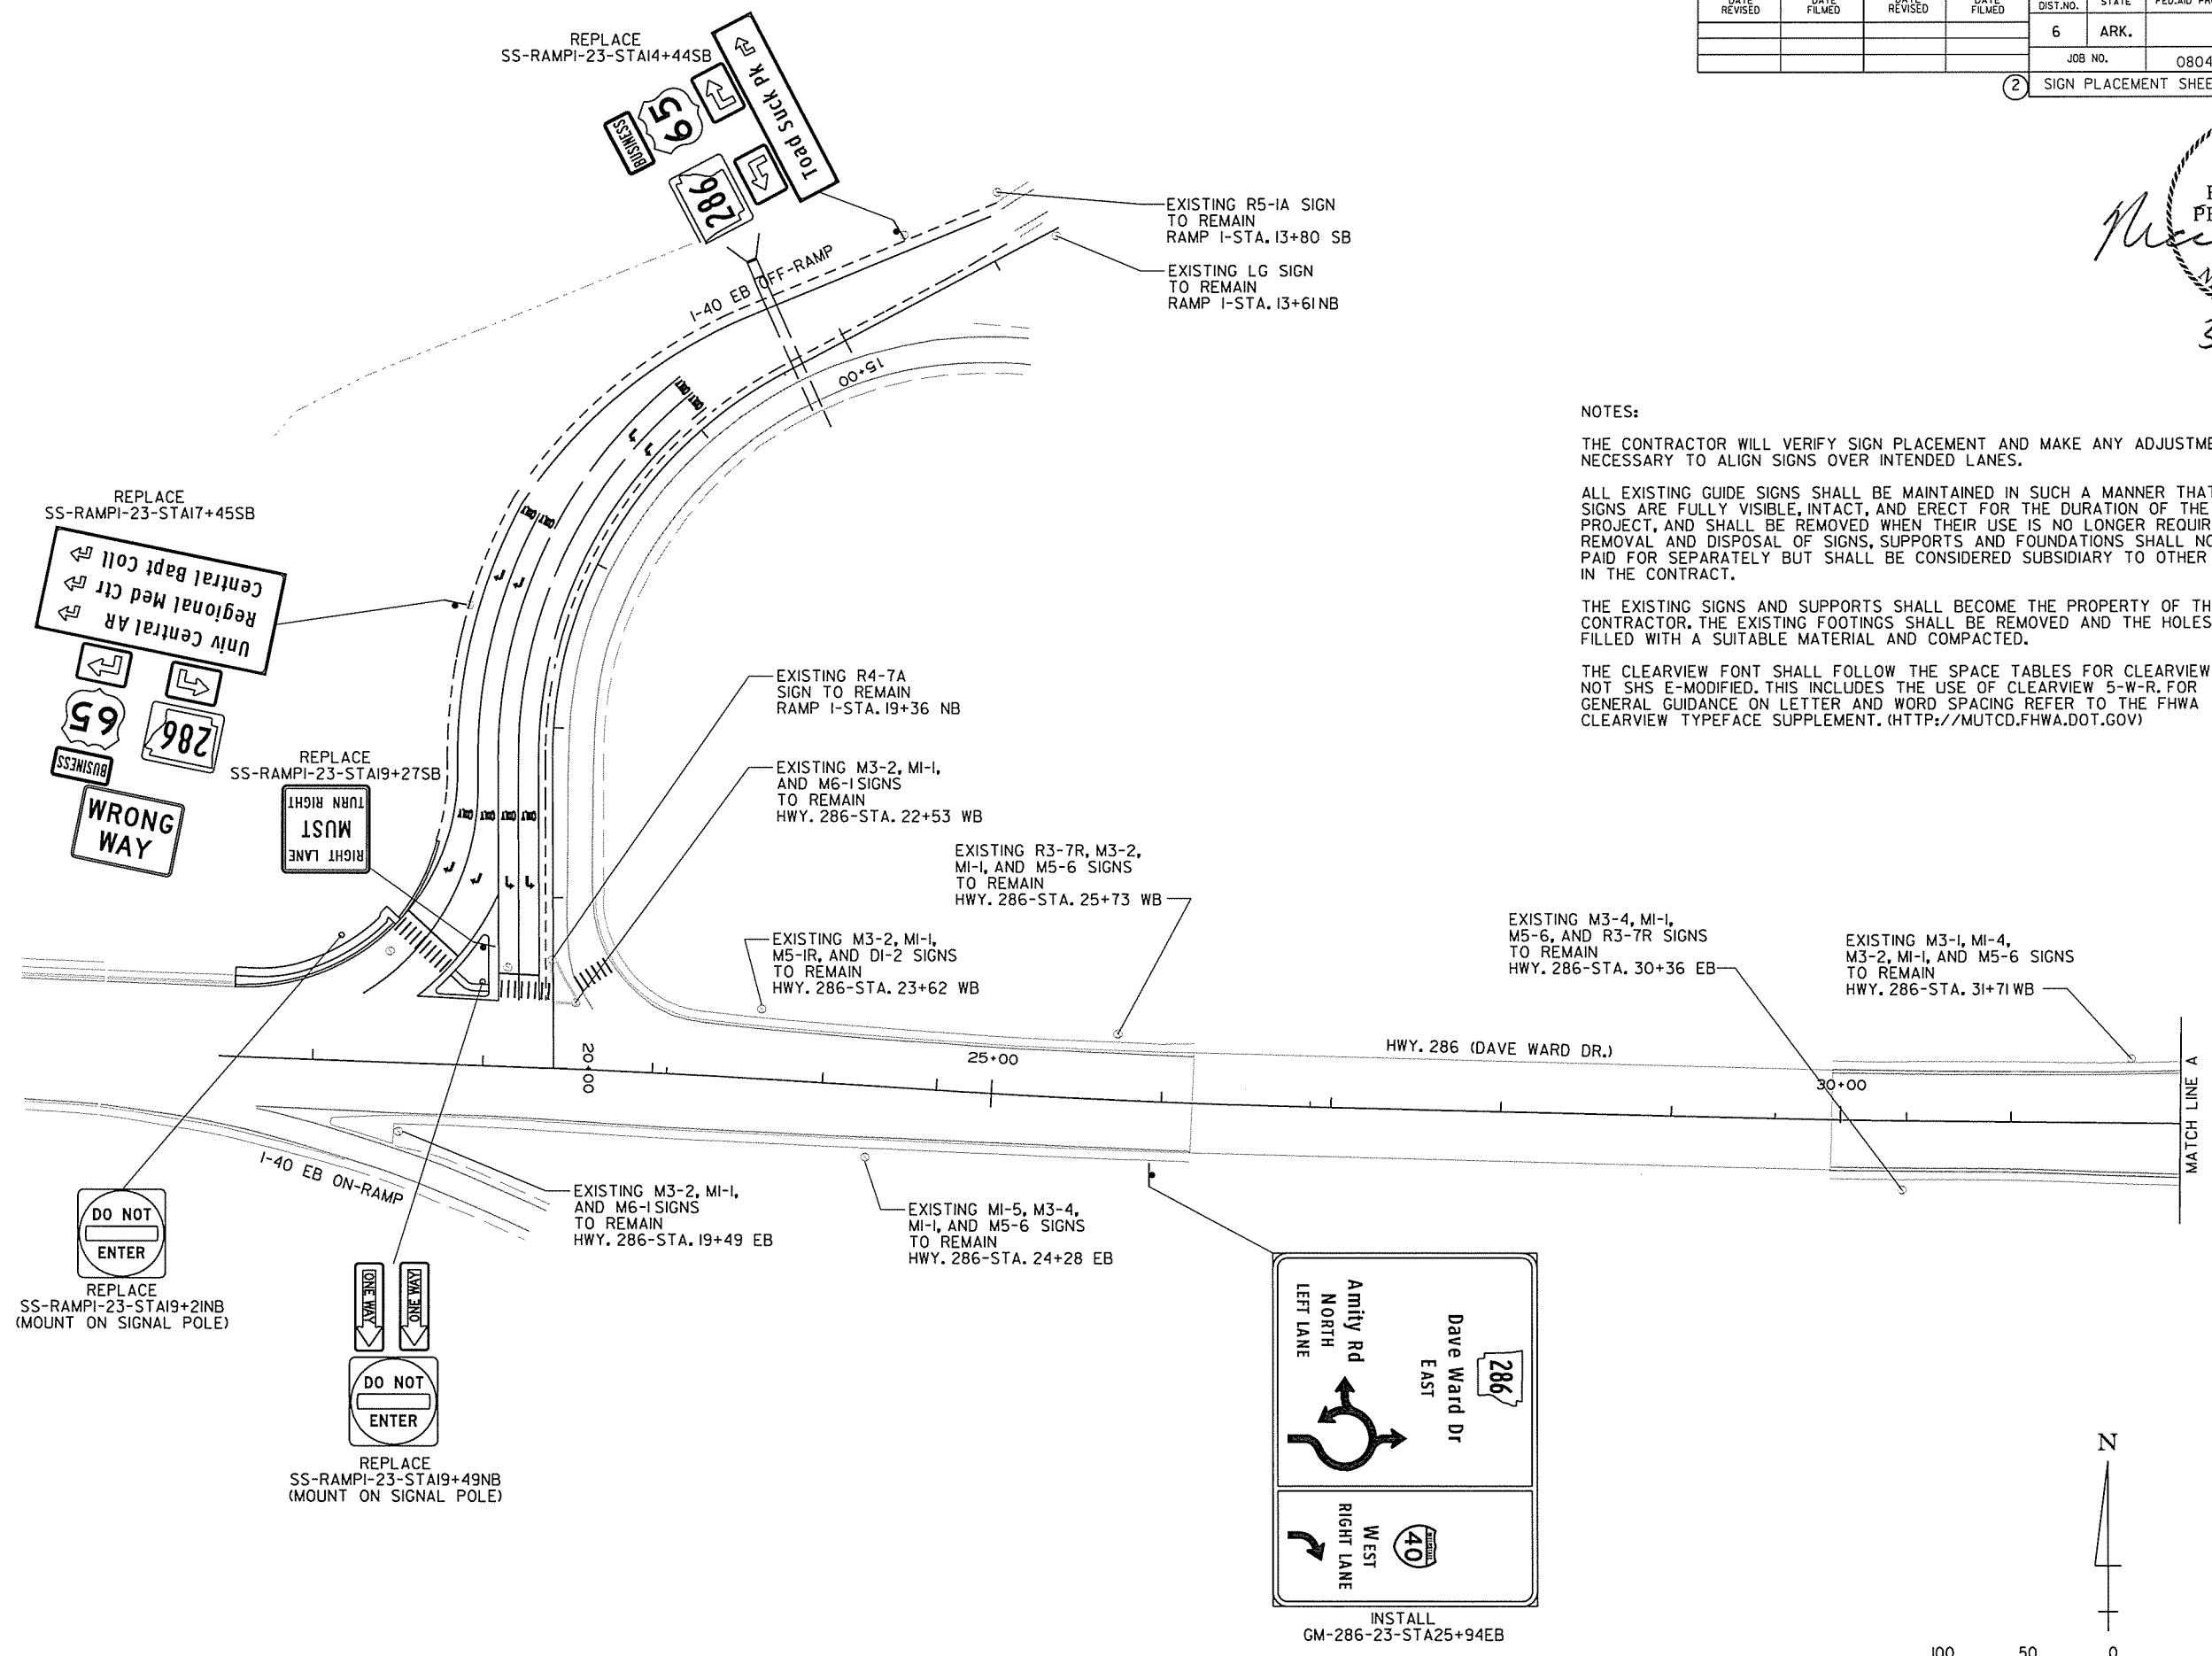 DATE REVISED
DATE FILMED
DATE REVISED
DATE FILMED
DIST.NO.
STATE
6
ARK.
JOB NO.
0804
2
SIGN PLACEMENT SHEE
REPLACE
SS-RAMP1-23-STA14+44SB
Toad Suck PK
65
BUSINESS
286
EXISTING R5-1A SIGN
TO REMAIN
RAMP 1-STA. 13+80 SB
EXISTING LG SIGN
TO REMAIN
RAMP 1-STA. 13+61 NB
I-40 EB OFF-RAMP
15+00
ONLY ONLY
ONLY ONLY
ONLY ONLY ONLY ONLY
NOTES:
THE CONTRACTOR WILL VERIFY SIGN PLACEMENT AND MAKE ANY ADJUSTME
NECESSARY TO ALIGN SIGNS OVER INTENDED LANES.
ALL EXISTING GUIDE SIGNS SHALL BE MAINTAINED IN SUCH A MANNER THAT
SIGNS ARE FULLY VISIBLE, INTACT, AND ERECT FOR THE DURATION OF THE
PROJECT, AND SHALL BE REMOVED WHEN THEIR USE IS NO LONGER REQUIR
REMOVAL AND DISPOSAL OF SIGNS, SUPPORTS AND FOUNDATIONS SHALL NO
PAID FOR SEPARATELY BUT SHALL BE CONSIDERED SUBSIDIARY TO OTHER
IN THE CONTRACT.
THE EXISTING SIGNS AND SUPPORTS SHALL BECOME THE PROPERTY OF TH
CONTRACTOR. THE EXISTING FOOTINGS SHALL BE REMOVED AND THE HOLES
FILLED WITH A SUITABLE MATERIAL AND COMPACTED.
THE CLEARVIEW FONT SHALL FOLLOW THE SPACE TABLES FOR CLEARVIEW
NOT SHS E-MODIFIED. THIS INCLUDES THE USE OF CLEARVIEW 5-W-R. FOR
GENERAL GUIDANCE ON LETTER AND WORD SPACING REFER TO THE FHWA
CLEARVIEW TYPEFACE SUPPLEMENT. (HTTP://MUTCD.FHWA.DOT.GOV)
REPLACE
SS-RAMP1-23-STA17+45SB
Univ Central AR
Regional Med Ctr
Central Bapt Coll
65
286
BUSINESS
WRONG
WAY
REPLACE
SS-RAMP1-23-STA19+27SB
RIGHT LANE
MUST
TURN RIGHT
EXISTING R4-7A
SIGN TO REMAIN
RAMP 1-STA. 19+36 NB
EXISTING M3-2, M1-1,
AND M6-1 SIGNS
TO REMAIN
HWY. 286-STA. 22+53 WB
EXISTING R3-7R, M3-2,
M1-1, AND M5-6 SIGNS
TO REMAIN
HWY. 286-STA. 25+73 WB
EXISTING M3-2, M1-1,
M5-1R, AND D1-2 SIGNS
TO REMAIN
HWY. 286-STA. 23+62 WB
EXISTING M3-4, M1-1,
M5-6, AND R3-7R SIGNS
TO REMAIN
HWY. 286-STA. 30+36 EB
EXISTING M3-1, M1-4,
M3-2, M1-1, AND M5-6 SIGNS
TO REMAIN
HWY. 286-STA. 31+71 WB
20+00
25+00
HWY. 286 (DAVE WARD DR.)
30+00
MATCH LINE A
I-40 EB ON-RAMP
EXISTING M3-2, M1-1,
AND M6-1 SIGNS
TO REMAIN
HWY. 286-STA. 19+49 EB
EXISTING M1-5, M3-4,
M1-1, AND M5-6 SIGNS
TO REMAIN
HWY. 286-STA. 24+28 EB
DO NOT
ENTER
REPLACE
SS-RAMP1-23-STA19+21NB
(MOUNT ON SIGNAL POLE)
ONE WAY
ONE WAY
DO NOT
ENTER
REPLACE
SS-RAMP1-23-STA19+49NB
(MOUNT ON SIGNAL POLE)
286
Dave Ward Dr
EAST
Amity Rd
NORTH
LEFT LANE
INTERSTATE
40
WEST
RIGHT LANE
INSTALL
GM-286-23-STA25+94EB
N
100 50 0